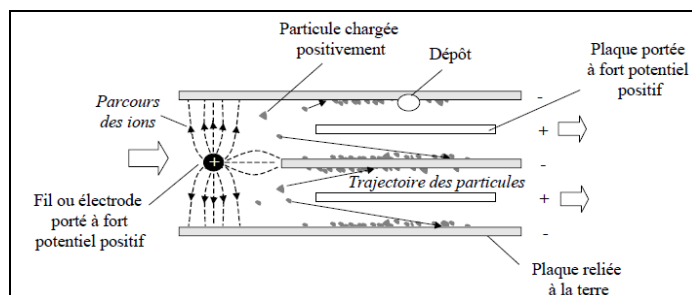 Particule chargée
positivement
Dépôt
Plaque portée
à fort potentiel
positif
Parcours
des ions
-
+
+
-
Trajectoire des particules
+
Fil ou électrode
porté à fort
potentiel positif
-
Plaque reliée
à la terre